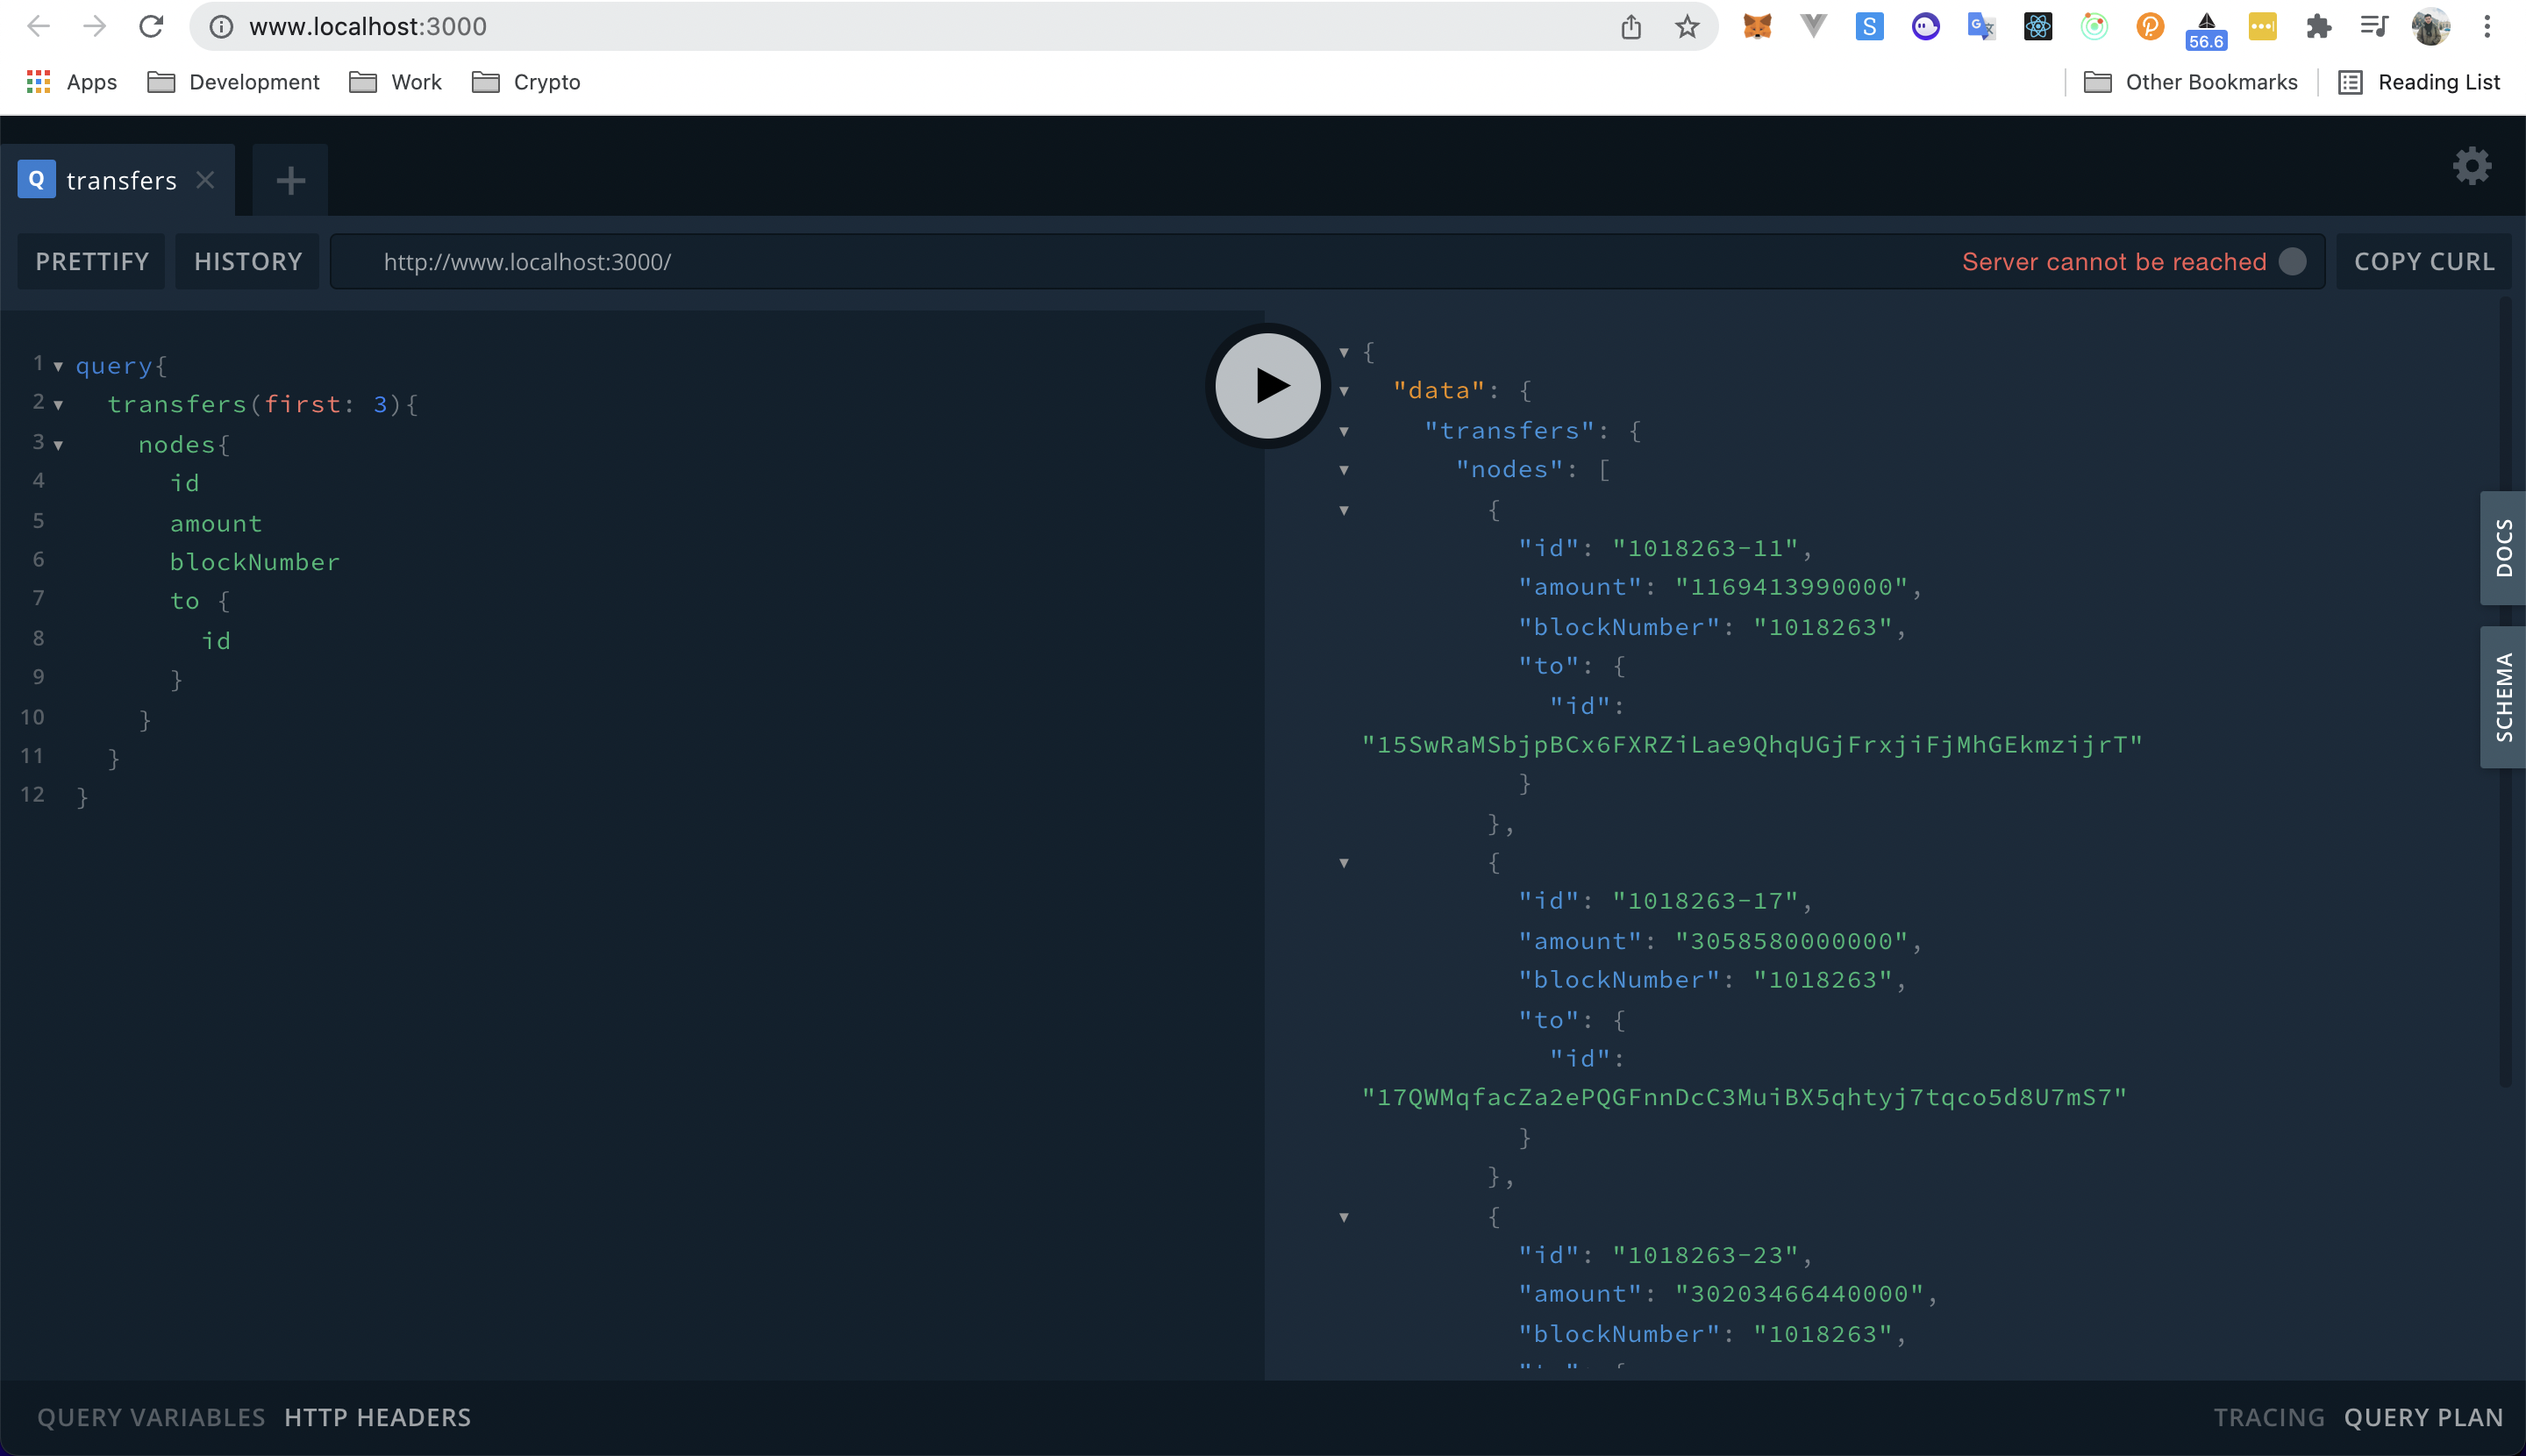 www.localhost:3000
S
G
56.6
Apps
Development
Work
Crypto
Other Bookmarks
Reading List
Q
transfers
PRETTIFY
HISTORY
http://www.localhost:3000/
Server cannot be reached
COPY CURL
1 query{
2 transfers(first: 3){
3 nodes{
4 id
5 amount
6 blockNumber
7 to {
8 id
9 }
10 }
11 }
12 }
{
"data": {
"transfers": {
"nodes": [
{
"id": "1018263-11",
"amount": "1169413990000",
"blockNumber": "1018263",
"to": {
"id":
"15SwRaMSbjpBCx6FXRZiLae9QhqUGjFrxjiFjMhGEkmzijrT"
}
},
{
"id": "1018263-17",
"amount": "3058580000000",
"blockNumber": "1018263",
"to": {
"id":
"17QWMqfacZa2ePQGFnnDcC3MuiBX5qhtyj7tqco5d8U7mS7"
}
},
{
"id": "1018263-23",
"amount": "30203466440000",
"blockNumber": "1018263",
DOCS
SCHEMA
QUERY VARIABLES
HTTP HEADERS
TRACING
QUERY PLAN